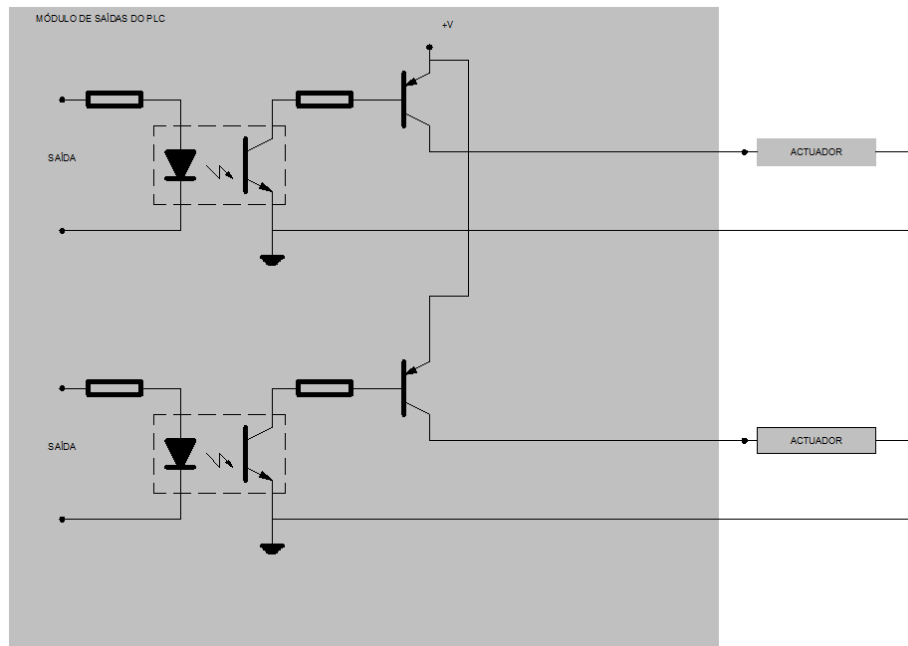 MÓDULO DE SAÍDAS DO PLC
+V
SAÍDA
ACTUADOR
SAÍDA
ACTUADOR